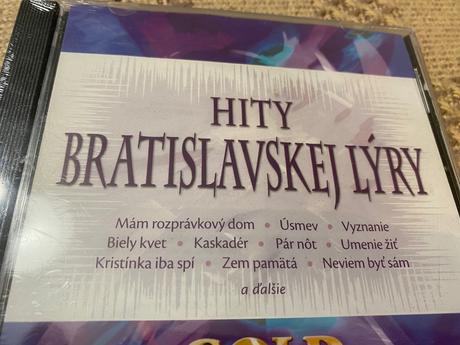 HITY
BRATISLAVSKEJ LÝRY
Mám rozprávkový dom • Úsmev • Vyznanie
Biely kvet • Kaskadér • Pár nôt • Umenie žiť
Kristínka iba spí • Zem pamätá • Neviem byť sám
a ďalšie
GOLD